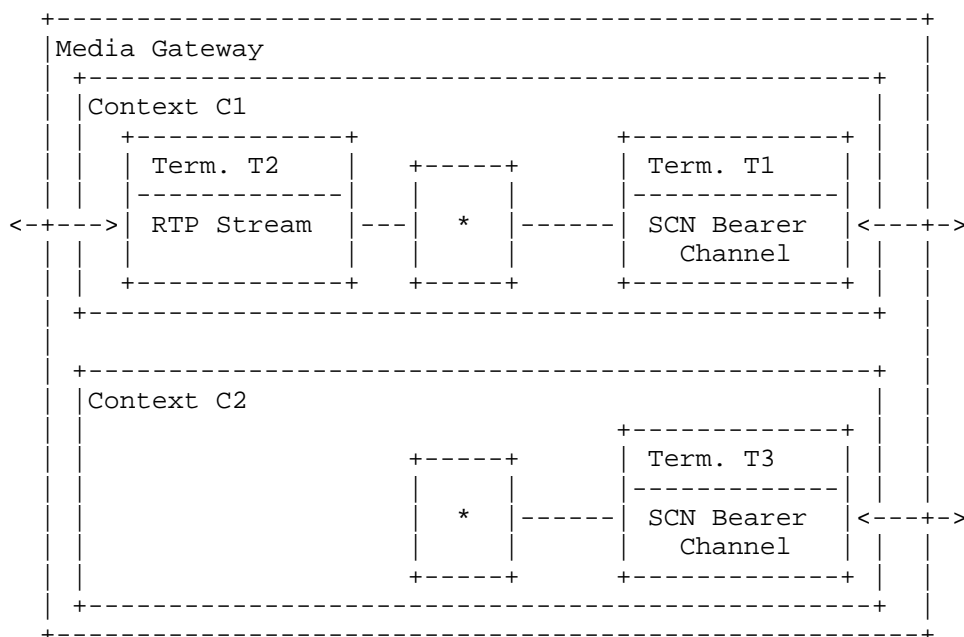 Media Gateway
Context C1
Term. T2 Term. T1
RTP Stream * SCN Bearer
Channel
Context C2
Term. T3
* SCN Bearer
Channel